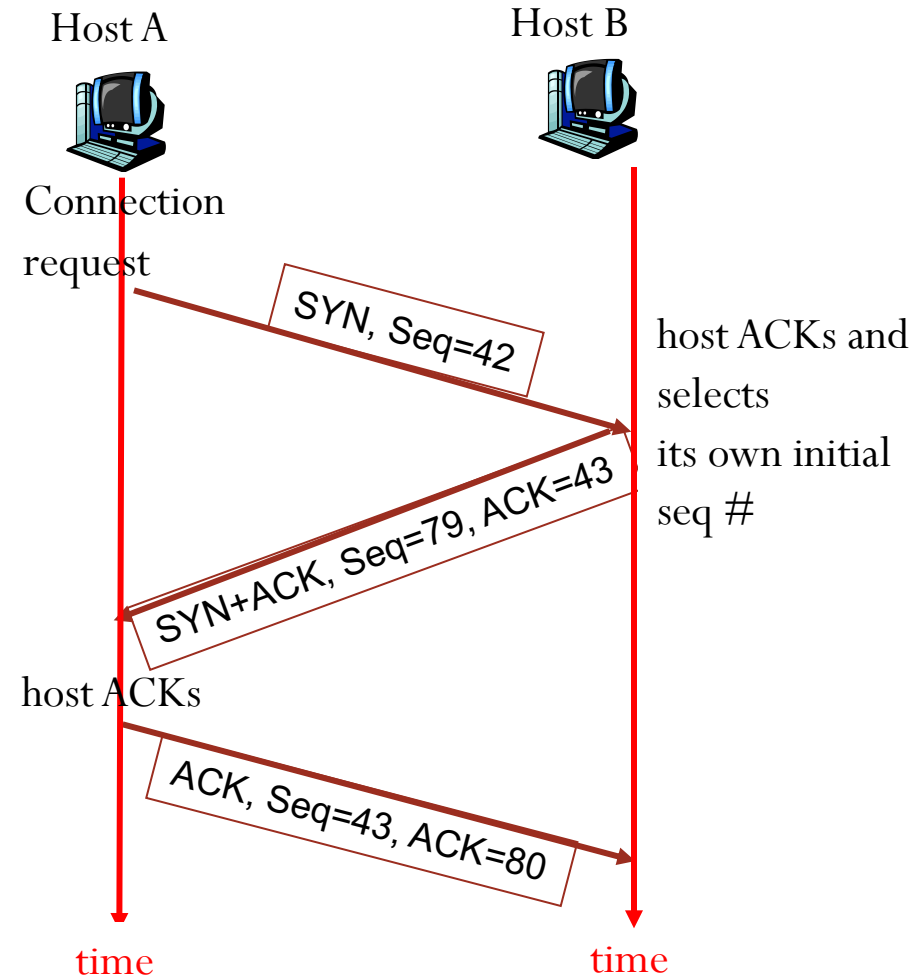 Host A
Host B
Connection
request
SYN, Seq=42
host ACKs and
selects
its own initial
seq #
SYN+ACK, Seq=79, ACK=43
host ACKs
ACK, Seq=43, ACK=80
time
time